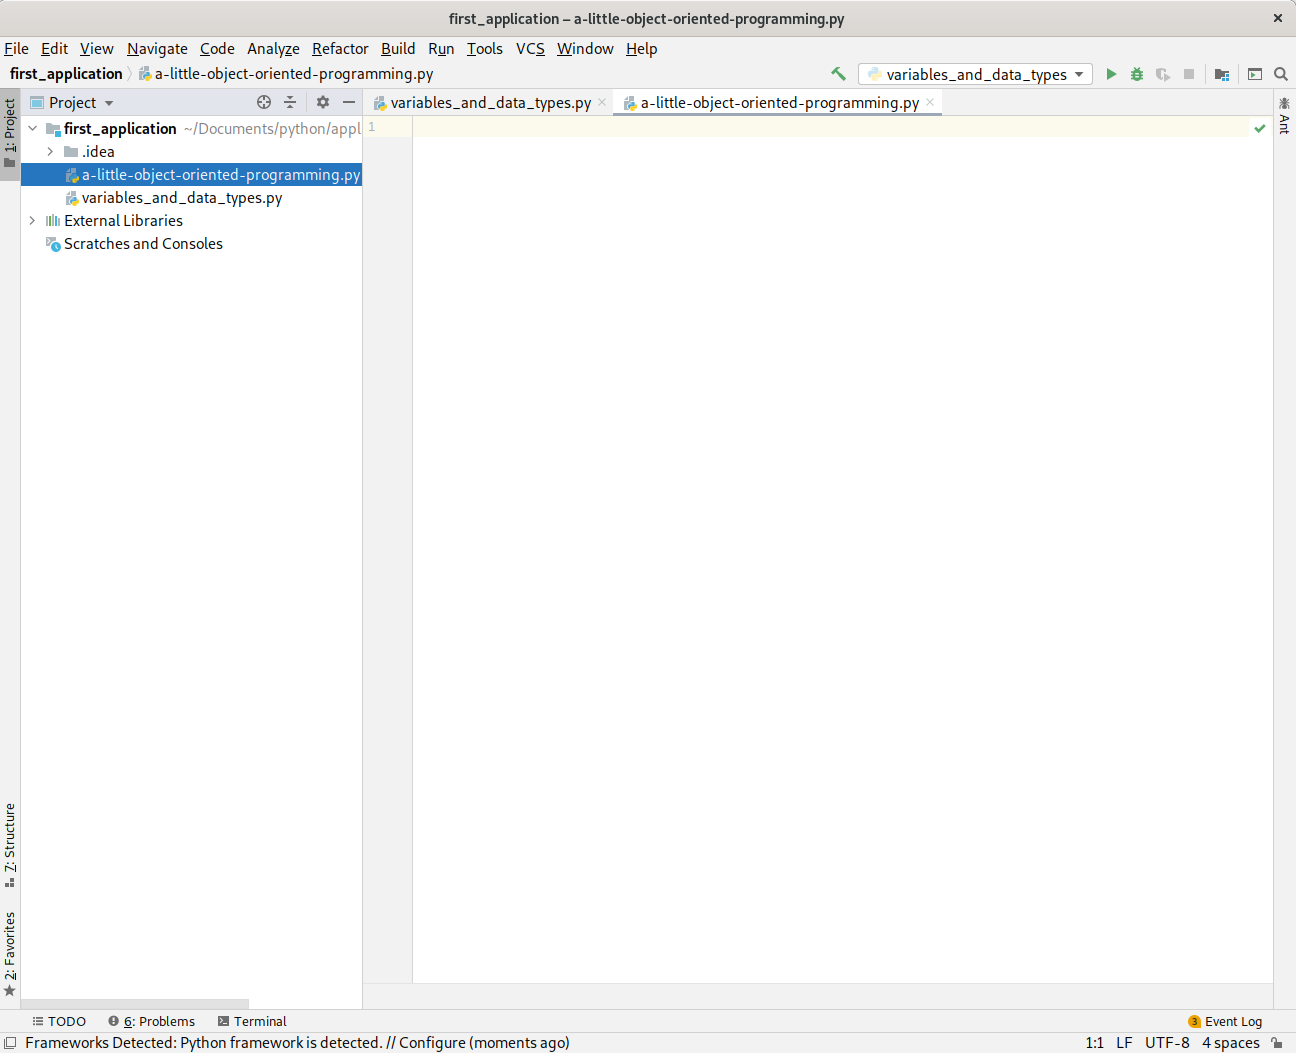 first_application – a-little-object-oriented-programming.py
File Edit View Navigate Code Analyze Refactor Build Run Tools VCS Window Help
first_application a-little-object-oriented-programming.py variables_and_data_types
1: Project
Project
variables_and_data_types.py a-little-object-oriented-programming.py
Ant
first_application ~/Documents/python/appl
1
.idea
a-little-object-oriented-programming.py
variables_and_data_types.py
External Libraries
Scratches and Consoles
7: Structure
2: Favorites
TODO 6: Problems Terminal 3 Event Log
Frameworks Detected: Python framework is detected. // Configure (moments ago) 1:1 LF UTF-8 4 spaces